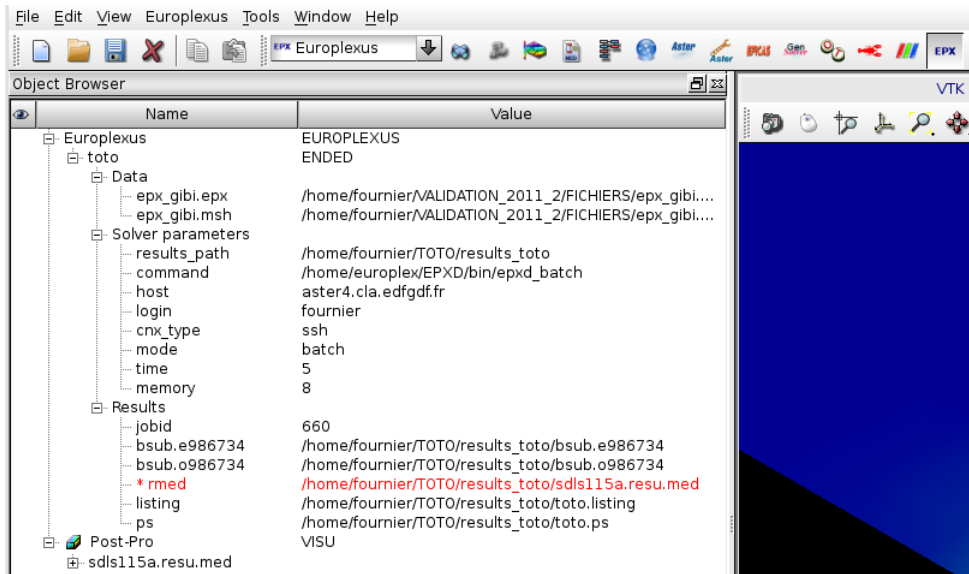 File Edit View Europlexus Tools Window Help
EPX Europlexus Aster Aster EFICAS EPX
Object Browser
VTK
Name Value
Europlexus EUROPLEXUS
toto ENDED
Data
epx_gibi.epx /home/fournier/VALIDATION_2011_2/FICHIERS/epx_gibi....
epx_gibi.msh /home/fournier/VALIDATION_2011_2/FICHIERS/epx_gibi....
Solver parameters
results_path /home/fournier/TOTO/results_toto
command /home/europlex/EPXD/bin/epxd_batch
host aster4.cla.edfgdf.fr
login fournier
cnx_type ssh
mode batch
time 5
memory 8
Results
jobid 660
bsub.e986734 /home/fournier/TOTO/results_toto/bsub.e986734
bsub.o986734 /home/fournier/TOTO/results_toto/bsub.o986734
* rmed /home/fournier/TOTO/results_toto/sdls115a.resu.med
listing /home/fournier/TOTO/results_toto/toto.listing
ps /home/fournier/TOTO/results_toto/toto.ps
Post-Pro VISU
sdls115a.resu.med